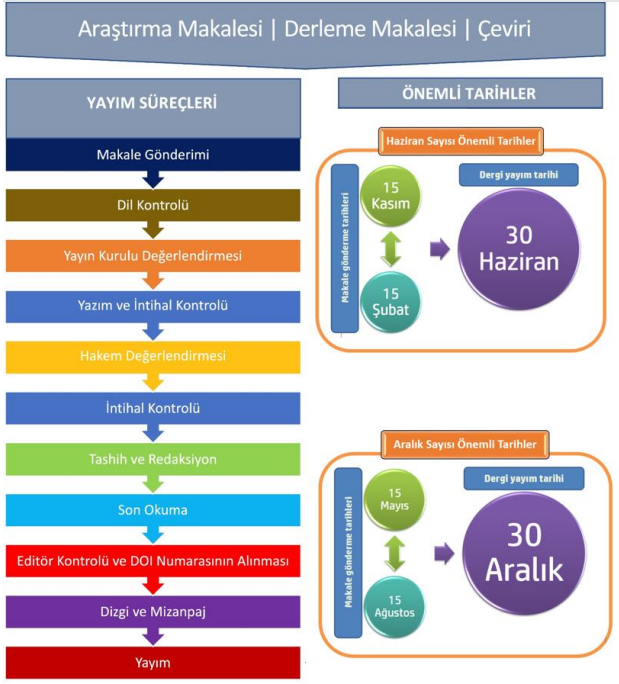 Araştırma Makalesi | Derleme Makalesi | Çeviri
YAYIM SÜREÇLERİ
Makale Gönderimi
Dil Kontrolü
Yayın Kurulu Değerlendirmesi
Yazım ve İntihal Kontrolü
Hakem Değerlendirmesi
İntihal Kontrolü
Tashih ve Redaksiyon
Son Okuma
Editör Kontrolü ve DOI Numarasının Alınması
Dizgi ve Mizanpaj
Yayım
ÖNEMLİ TARİHLER
Haziran Sayısı Önemli Tarihler
Makale gönderme tarihleri
15
Kasım
15
Şubat
Dergi yayım tarihi
30
Haziran
Aralık Sayısı Önemli Tarihler
Makale gönderme tarihleri
15
Mayıs
15
Ağustos
Dergi yayım tarihi
30
Aralık